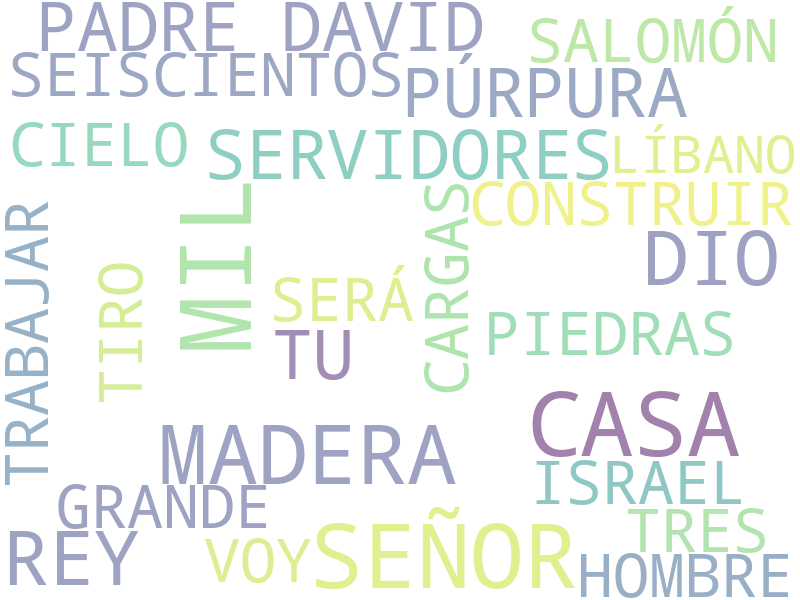 PADRE DAVID
SALOMÓN
SEISCIENTOS
PÚRPURA
CIELO
SERVIDORES
LÍBANO
CONSTRUIR
TRABAJAR
TIRO
MIL
CARGAS
DIO
SERÁ
TU
PIEDRAS
CASA
MADERA
ISRAEL
GRANDE
TRES
REY
VOY
SEÑOR
HOMBRE